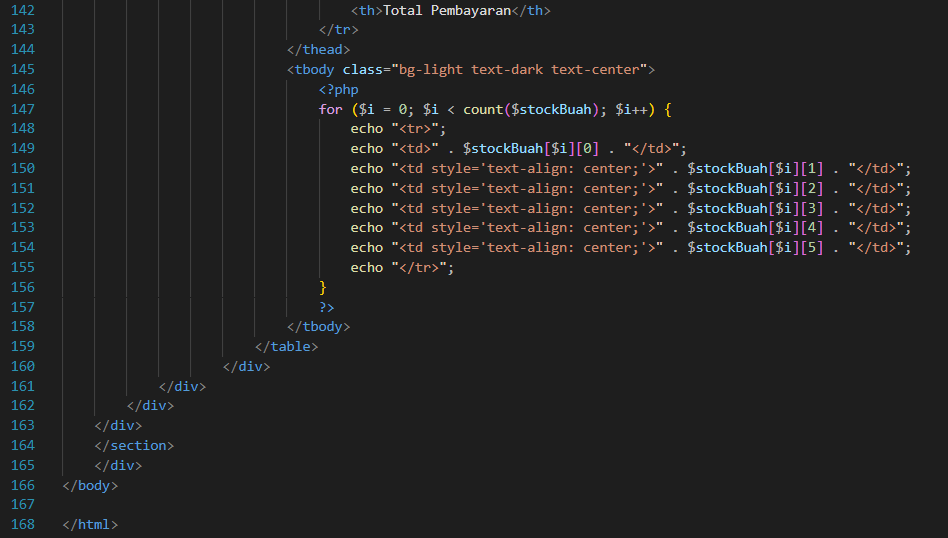 142                                         <th>Total Pembayaran</th>
143                                     </tr>
144                                 </thead>
145                                 <tbody class="bg-light text-dark text-center">
146                                     <?php
147                                     for ($i = 0; $i < count($stockBuah); $i++) {
148                                         echo "<tr>";
149                                         echo "<td>" . $stockBuah[$i][0] . "</td>";
150                                         echo "<td style='text-align: center;'>" . $stockBuah[$i][1] . "</td>";
151                                         echo "<td style='text-align: center;'>" . $stockBuah[$i][2] . "</td>";
152                                         echo "<td style='text-align: center;'>" . $stockBuah[$i][3] . "</td>";
153                                         echo "<td style='text-align: center;'>" . $stockBuah[$i][4] . "</td>";
154                                         echo "<td style='text-align: center;'>" . $stockBuah[$i][5] . "</td>";
155                                         echo "</tr>";
156                                     }
157                                     ?>
158                                 </tbody>
159                             </table>
160                         </div>
161                 </div>
162             </div>
163         </div>
164         </section>
165         </div>
166     </body>
167
168     </html>